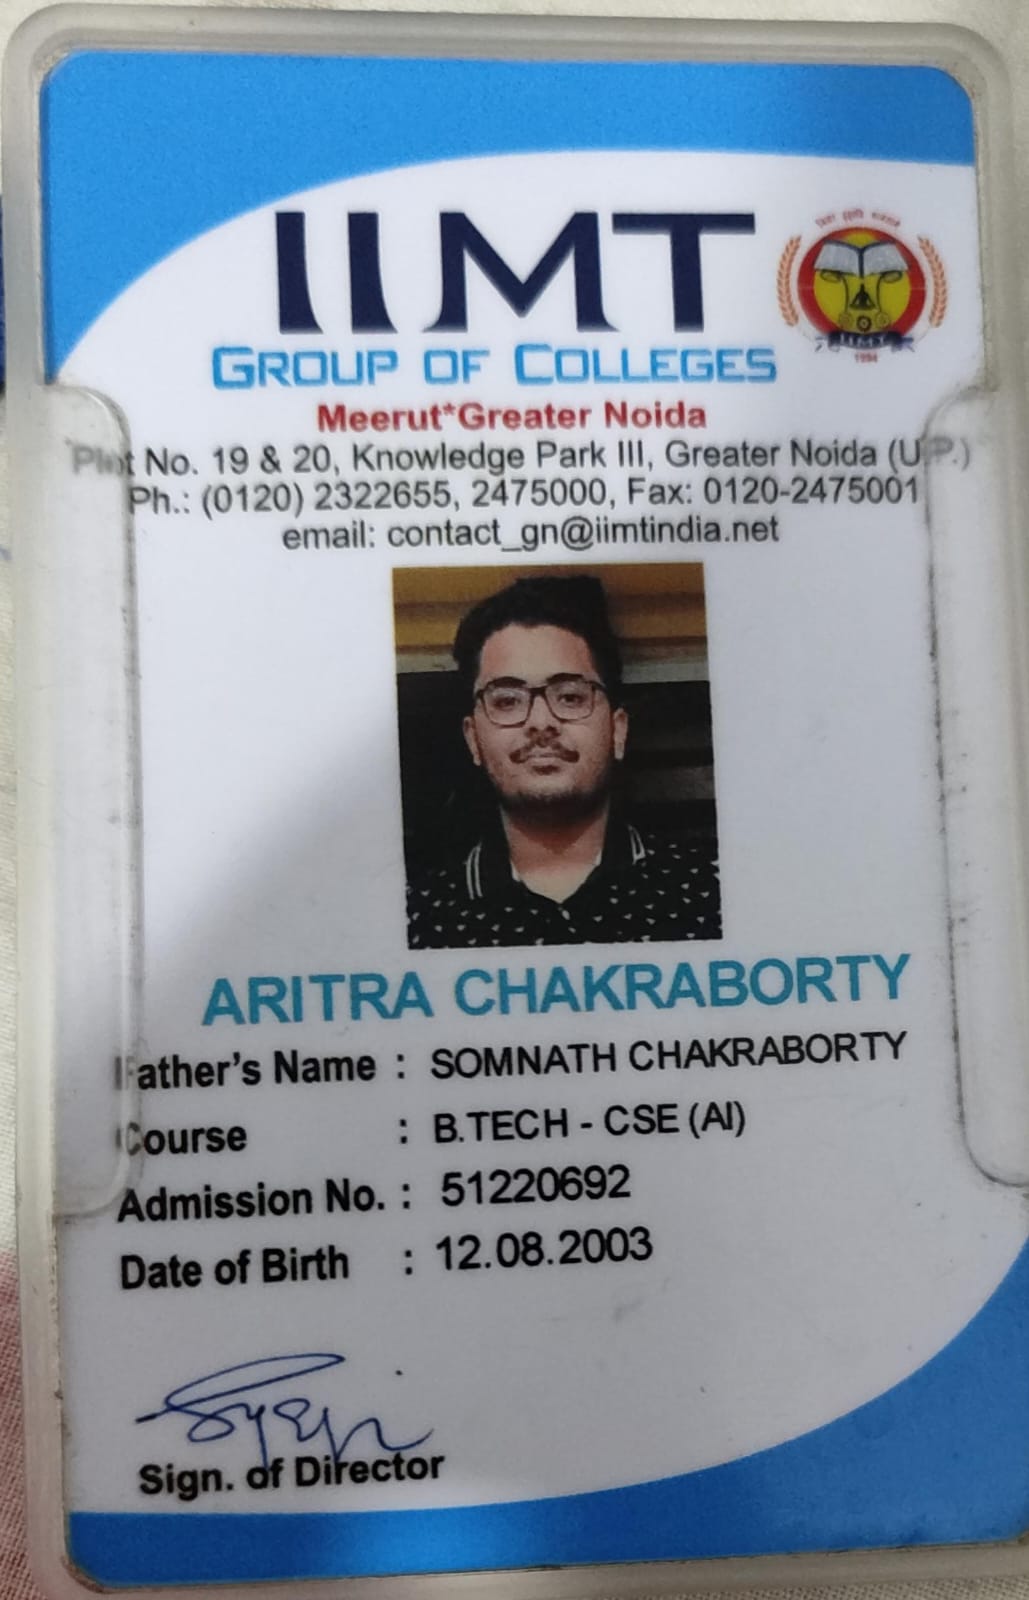 IIMT
GROUP OF COLLEGES
Meerut*Greater Noida
Plot No. 19 & 20, Knowledge Park III, Greater Noida (U.P.)
Ph.: (0120) 2322655, 2475000, Fax: 0120-2475001
email: contact_gn@iimtindia.net
IIMT
1994
ARITRA CHAKRABORTY
Father's Name : SOMNATH CHAKRABORTY
Course : B.TECH - CSE (AI)
Admission No. : 51220692
Date of Birth : 12.08.2003
Sign. of Director